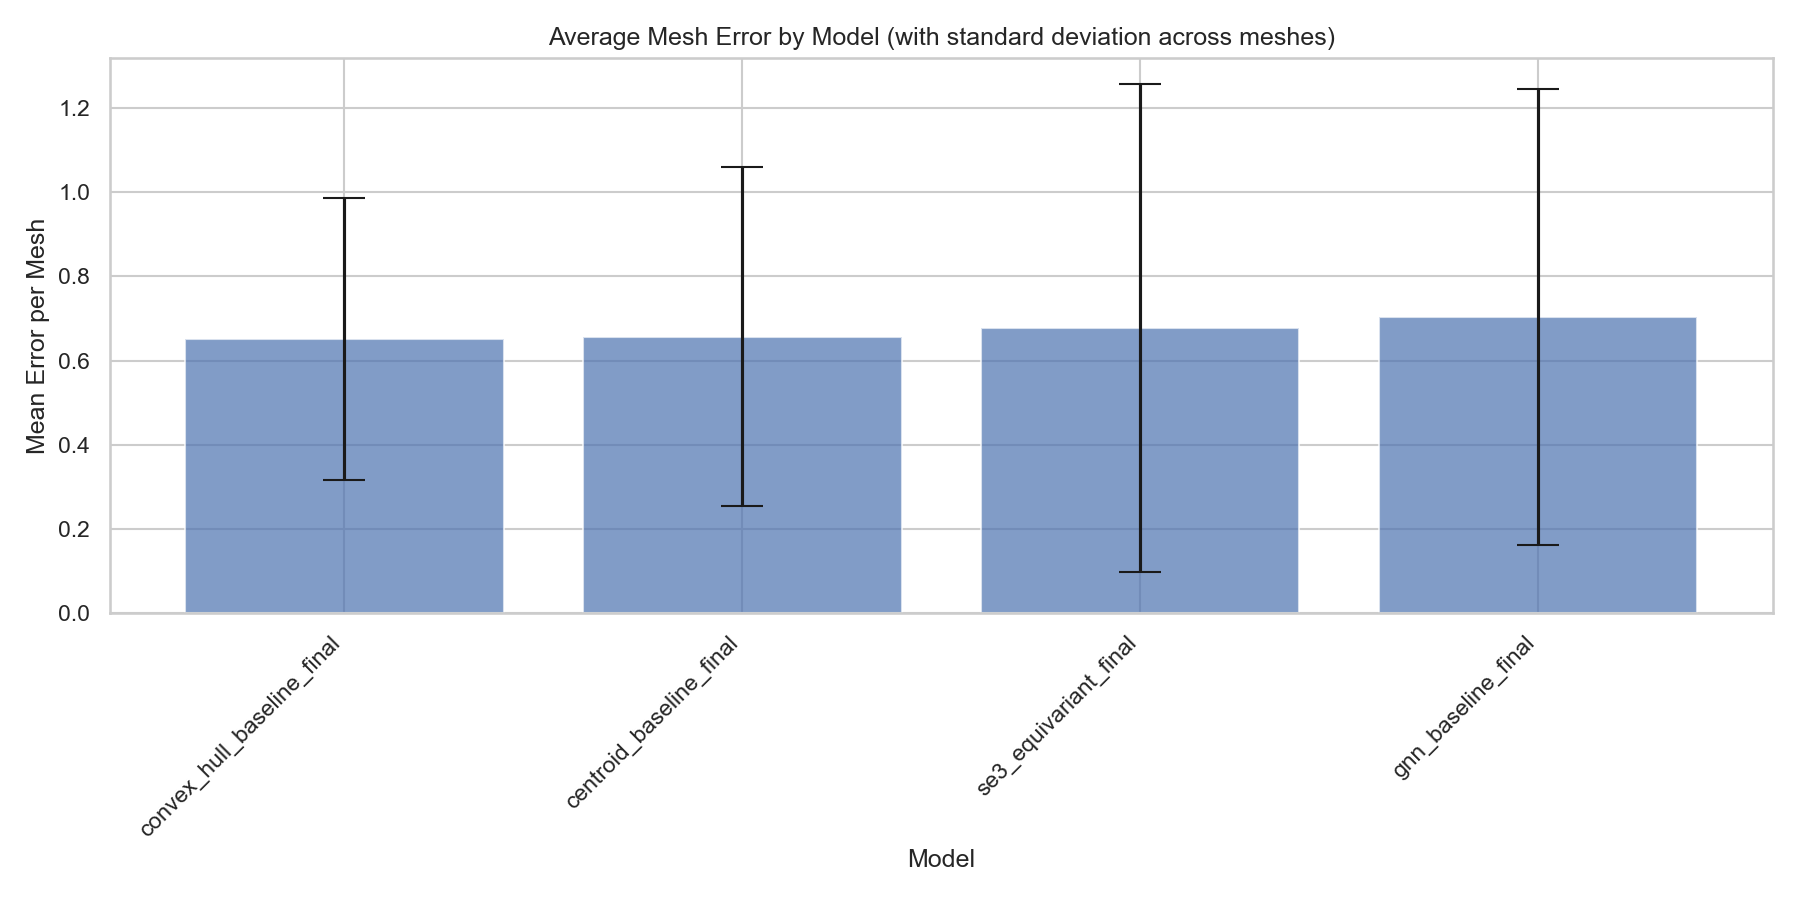 Average Mesh Error by Model (with standard deviation across meshes)
Mean Error per Mesh
1.2
1.0
0.8
0.6
0.4
0.2
0.0
convex_hull_baseline_final
centroid_baseline_final
se3_equivariant_final
gnn_baseline_final
Model